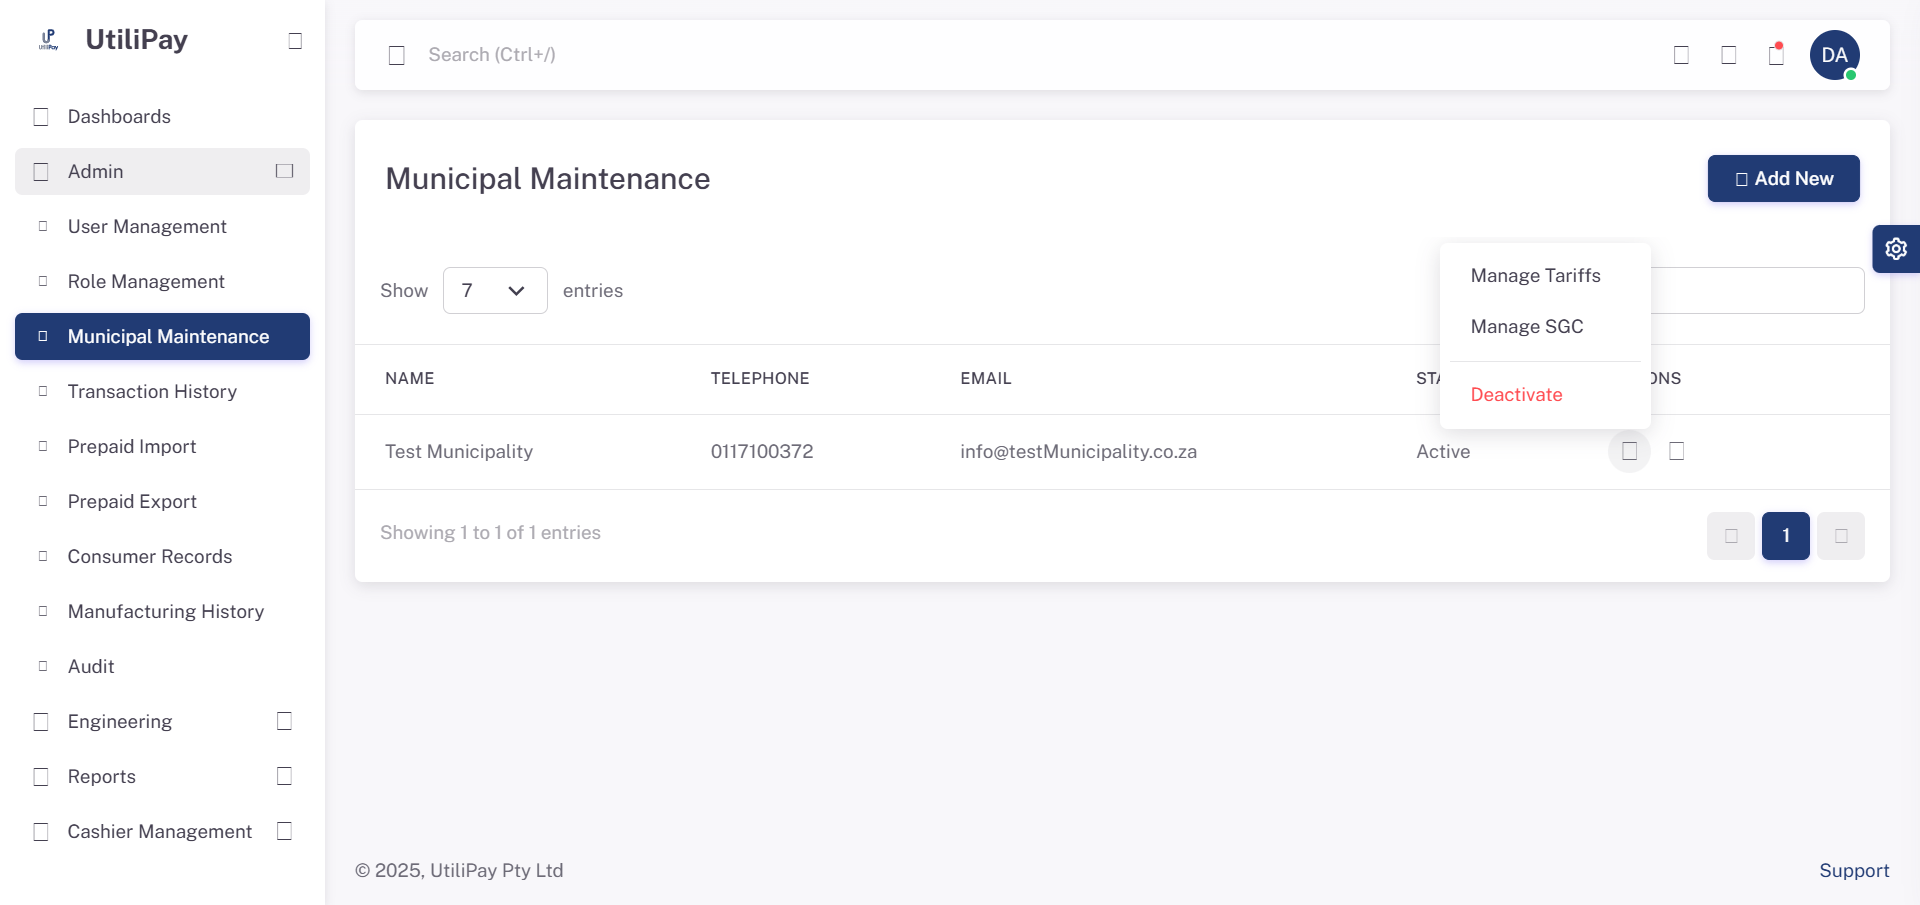 UP
UtiliPay
UtiliPay
Dashboards
Admin
User Management
Role Management
Municipal Maintenance
Transaction History
Prepaid Import
Prepaid Export
Consumer Records
Manufacturing History
Audit
Engineering
Reports
Cashier Management
Search (Ctrl+/)
DA
Municipal Maintenance
Add New
Show 7 entries
Manage Tariffs
Manage SGC
Deactivate
NAME TELEPHONE EMAIL STA ONS
Test Municipality 0117100372 info@testMunicipality.co.za Active
Showing 1 to 1 of 1 entries
1
© 2025, UtiliPay Pty Ltd
Support